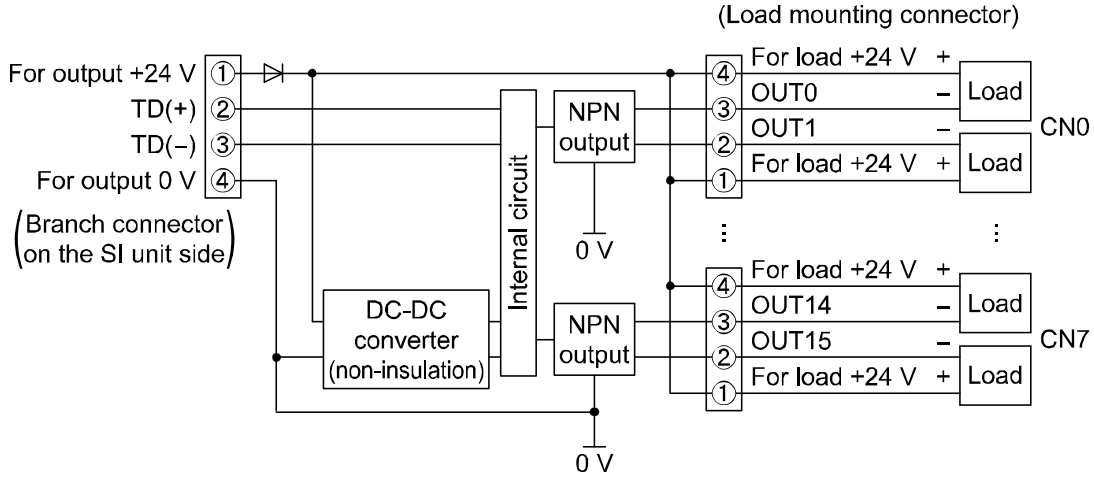 (Load mounting connector)
For output +24 V ①
TD(+) ②
TD(−) ③
For output 0 V ④
(Branch connector
on the SI unit side)
DC-DC
converter
(non-insulation)
Internal circuit
NPN
output
0 V
NPN
output
0 V
④ For load +24 V +
③ OUT0 −
② OUT1 −
① For load +24 V +
Load
Load
CN0
⋮
⋮
④ For load +24 V +
③ OUT14 −
② OUT15 −
① For load +24 V +
Load
Load
CN7